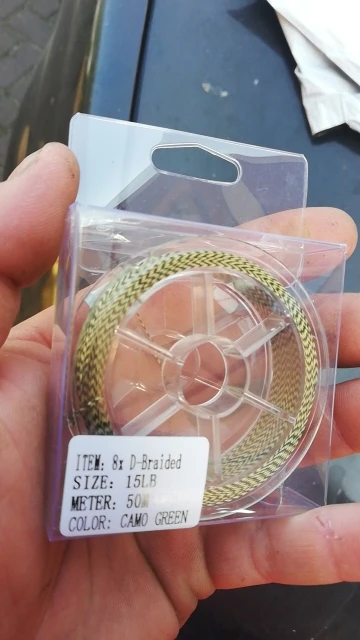 ITEM: 8x D-Braided
SIZE: 15LB
METER: 50M
COLOR: CAMO GREEN